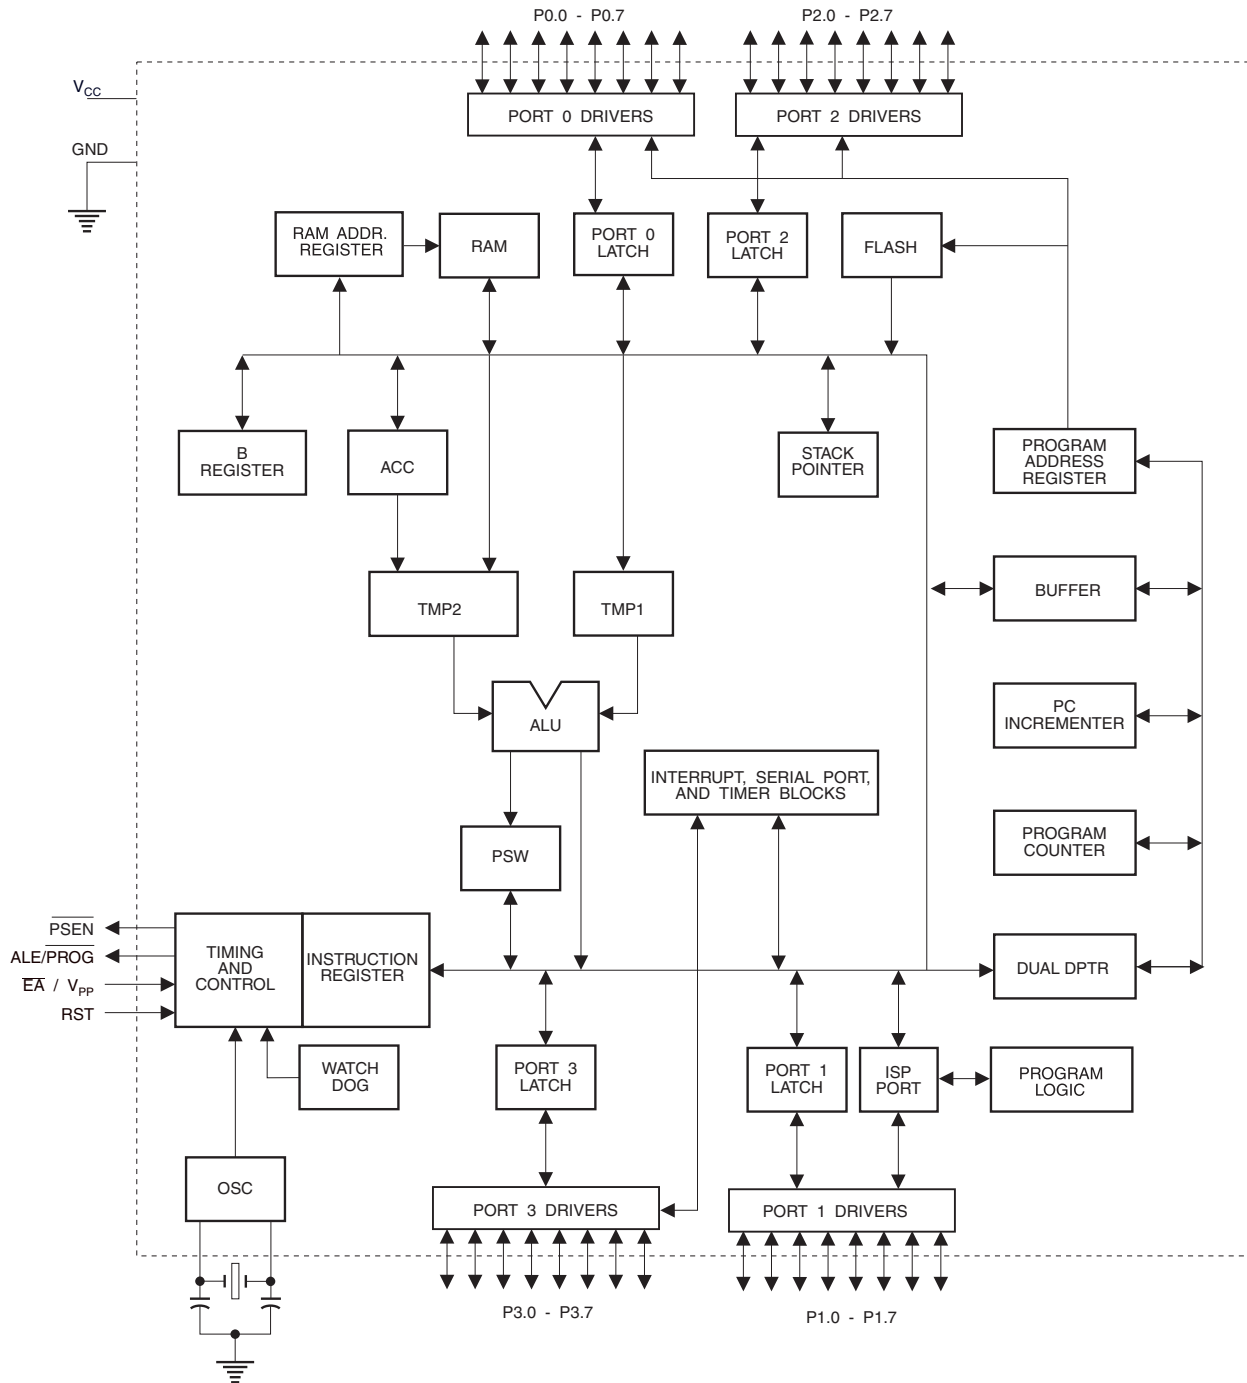 P0.0 - P0.7
P2.0 - P2.7
VCC
PORT 0 DRIVERS
PORT 2 DRIVERS
GND
RAM ADDR.
REGISTER
RAM
PORT 0
LATCH
PORT 2
LATCH
FLASH
B
REGISTER
ACC
STACK
POINTER
PROGRAM
ADDRESS
REGISTER
BUFFER
TMP2
TMP1
ALU
PC
INCREMENTER
INTERRUPT, SERIAL PORT,
AND TIMER BLOCKS
PROGRAM
COUNTER
PSW
PSEN
ALE/PROG
EA / VPP
RST
TIMING
AND
CONTROL
INSTRUCTION
REGISTER
DUAL DPTR
WATCH
DOG
PORT 3
LATCH
PORT 1
LATCH
ISP
PORT
PROGRAM
LOGIC
OSC
PORT 3 DRIVERS
PORT 1 DRIVERS
P3.0 - P3.7
P1.0 - P1.7